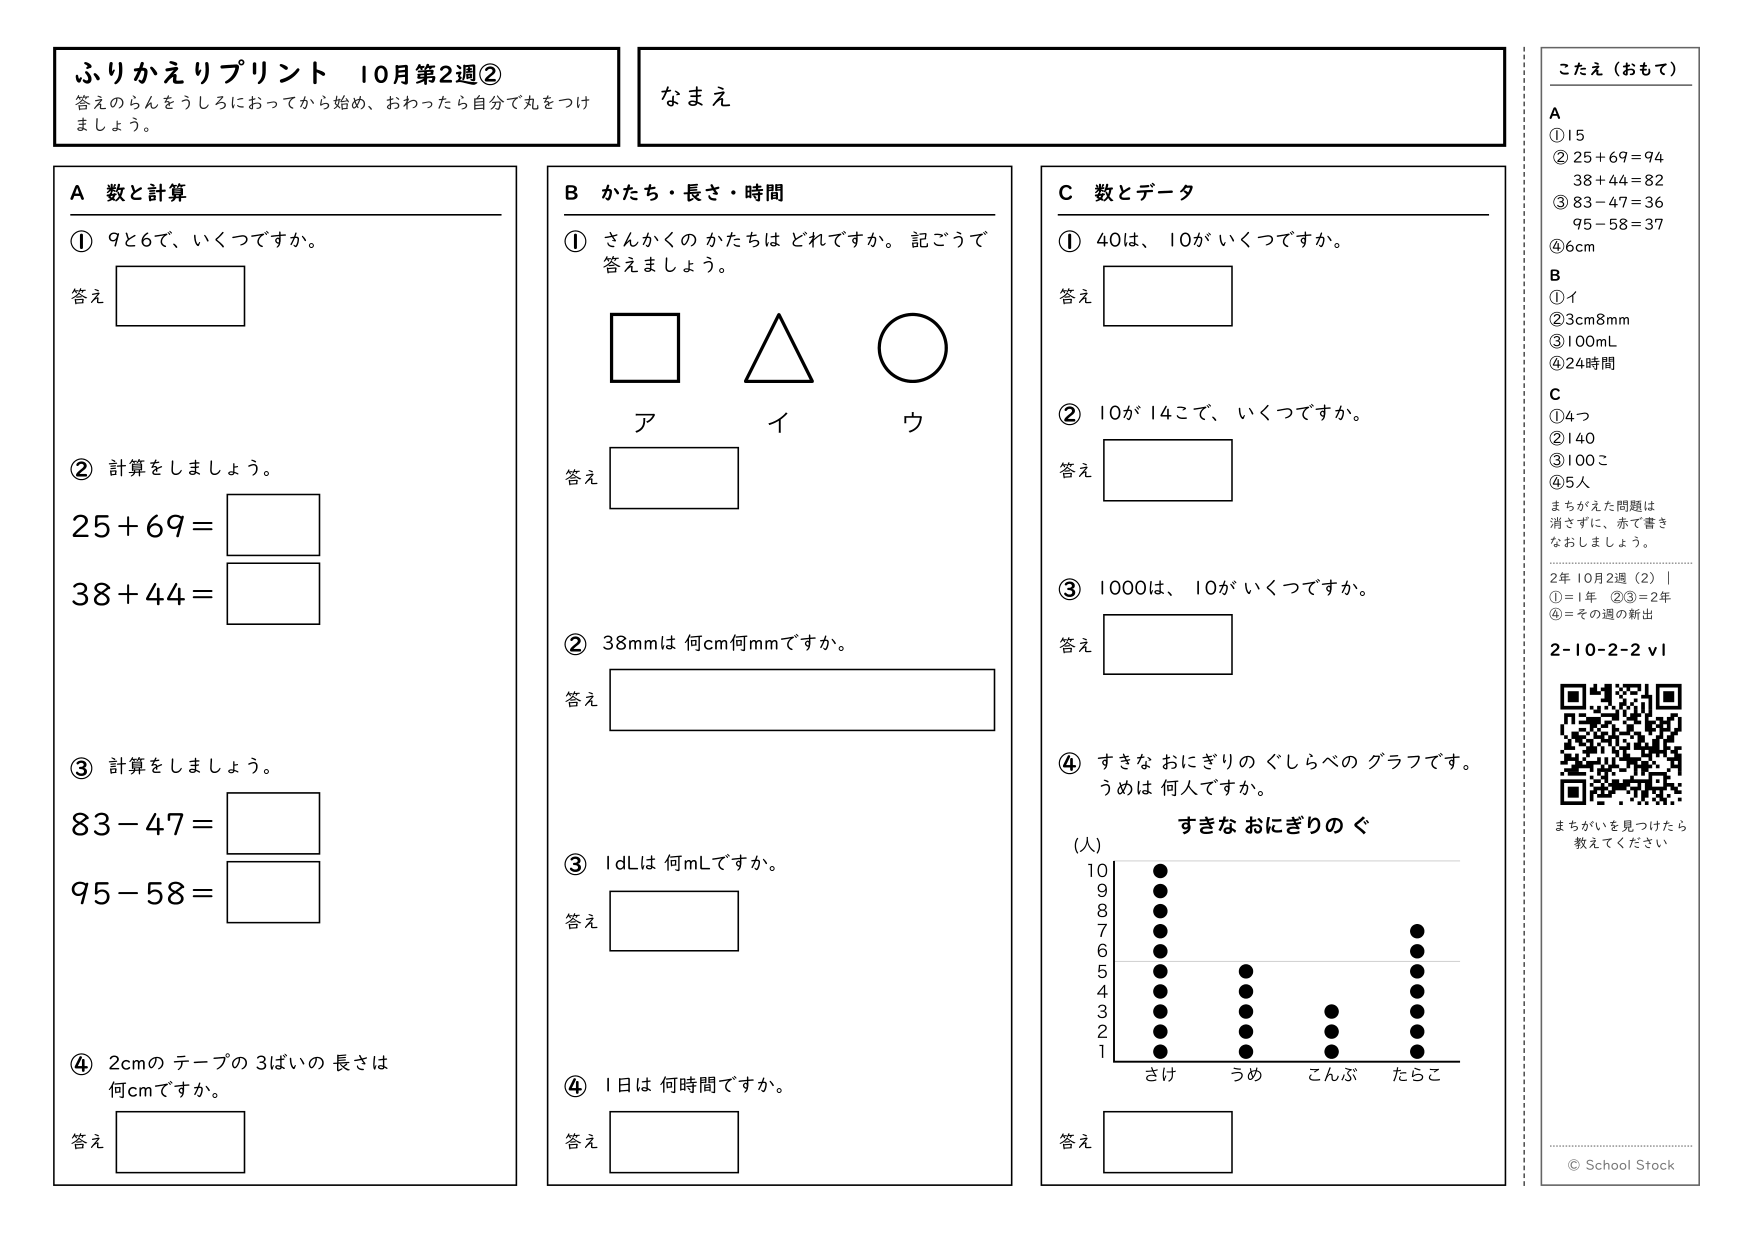 ふりかえりプリント　10月第2週②
答えのらんをうしろにおってから始め、おわったら自分で丸をつけ
ましょう。
なまえ
A　数と計算
① 9と6で、いくつですか。
答え
② 計算をしましょう。
25＋69＝
38＋44＝
③ 計算をしましょう。
83－47＝
95－58＝
④ 2cmの テープの 3ばいの 長さは
何cmですか。
答え
B　かたち・長さ・時間
① さんかくの かたちは どれですか。 記ごうで
答えましょう。
ア イ ウ
答え
② 38mmは 何cm何mmですか。
答え
③ 1dLは 何mLですか。
答え
④ 1日は 何時間ですか。
答え
C　数とデータ
① 40は、 10が いくつですか。
答え
② 10が 14こで、 いくつですか。
答え
③ 1000は、 10が いくつですか。
答え
④ すきな おにぎりの ぐしらべの グラフです。
うめは 何人ですか。
すきな おにぎりの ぐ
(人)
10
9
8
7
6
5
4
3
2
1
さけ うめ こんぶ たらこ
答え
こたえ（おもて）
A
①15
② 25＋69＝94
38＋44＝82
③ 83－47＝36
95－58＝37
④6cm
B
①イ
②3cm8mm
③100mL
④24時間
C
①4つ
②140
③100こ
④5人
まちがえた問題は
消さずに、赤で書き
なおしましょう。
2年 10月2週（2）｜
①＝1年　②③＝2年
④＝その週の新出
2-10-2-2 v1
まちがいを見つけたら
教えてください
© School Stock